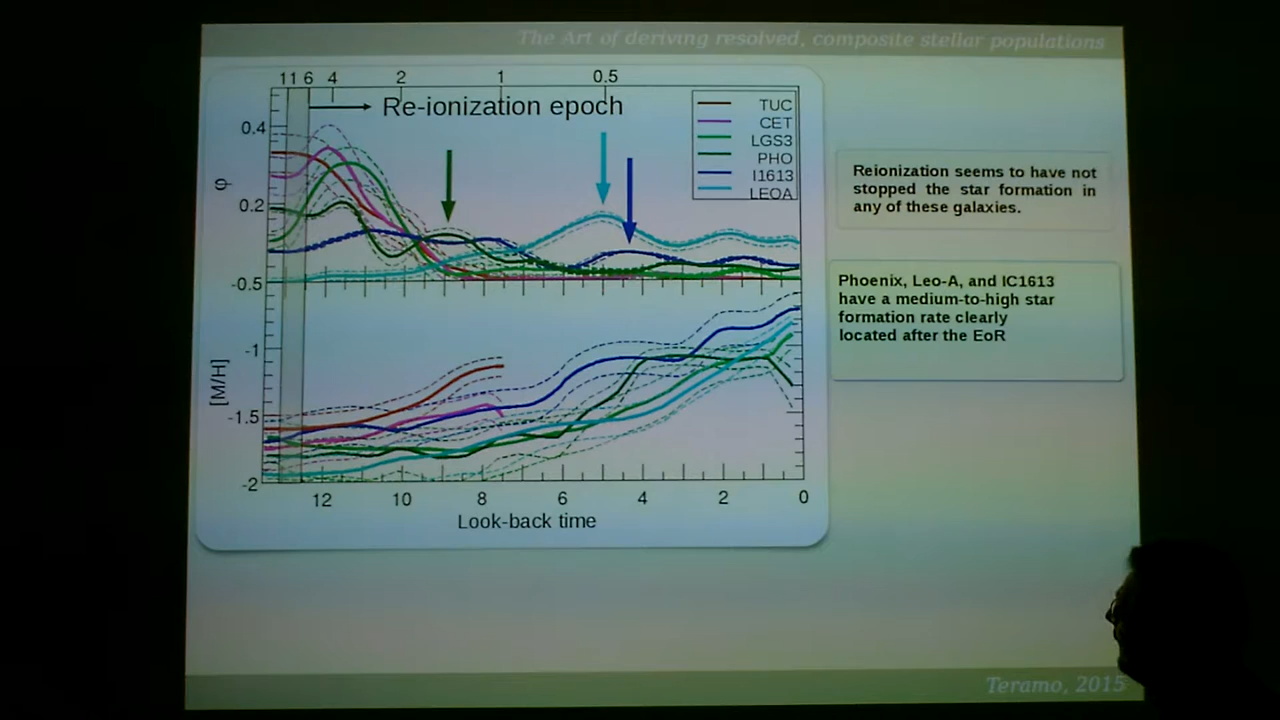 The Art of deriving resolved, composite stellar populations
11 6 4 2 1 0.5
Re-ionization epoch
TUC
CET
LGS3
PHO
I1613
LEOA
0.4
φ
0.2
-0.5
-1
[M/H]
-1.5
-2
12 10 8 6 4 2 0
Look-back time
Reionization seems to have not
stopped the star formation in
any of these galaxies.
Phoenix, Leo-A, and IC1613
have a medium-to-high star
formation rate clearly
located after the EoR
Teramo, 2015